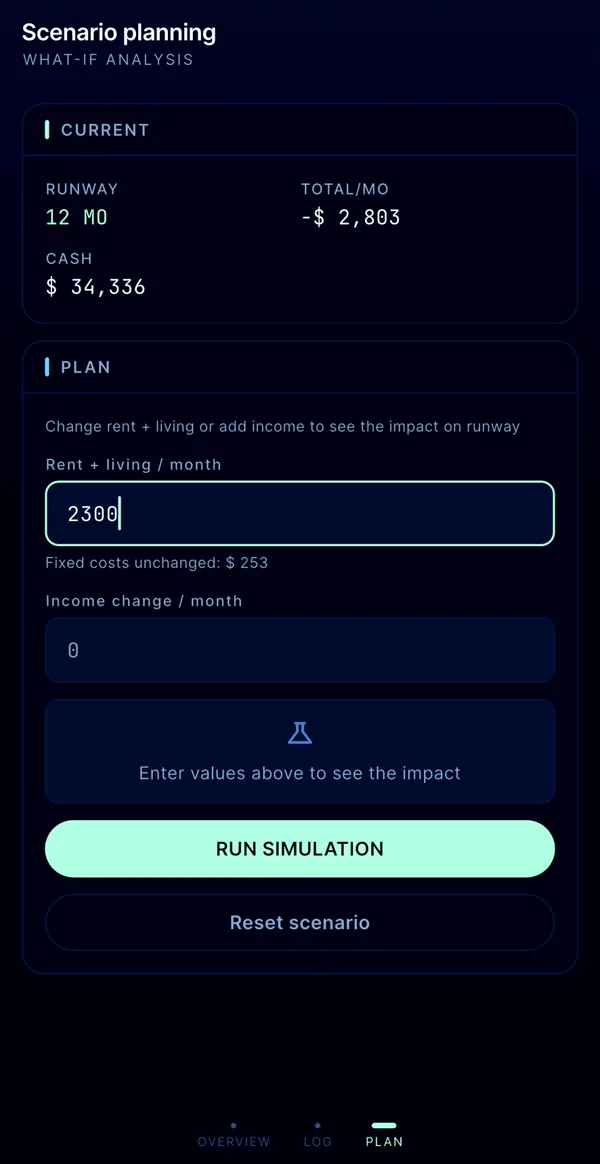 Scenario planning
WHAT-IF ANALYSIS
CURRENT
RUNWAY
12 MO
TOTAL/MO
-$ 2,803
CASH
$ 34,336
PLAN
Change rent + living or add income to see the impact on runway
Rent + living / month
2300
Fixed costs unchanged: $ 253
Income change / month
0
Enter values above to see the impact
RUN SIMULATION
Reset scenario
OVERVIEW
LOG
PLAN